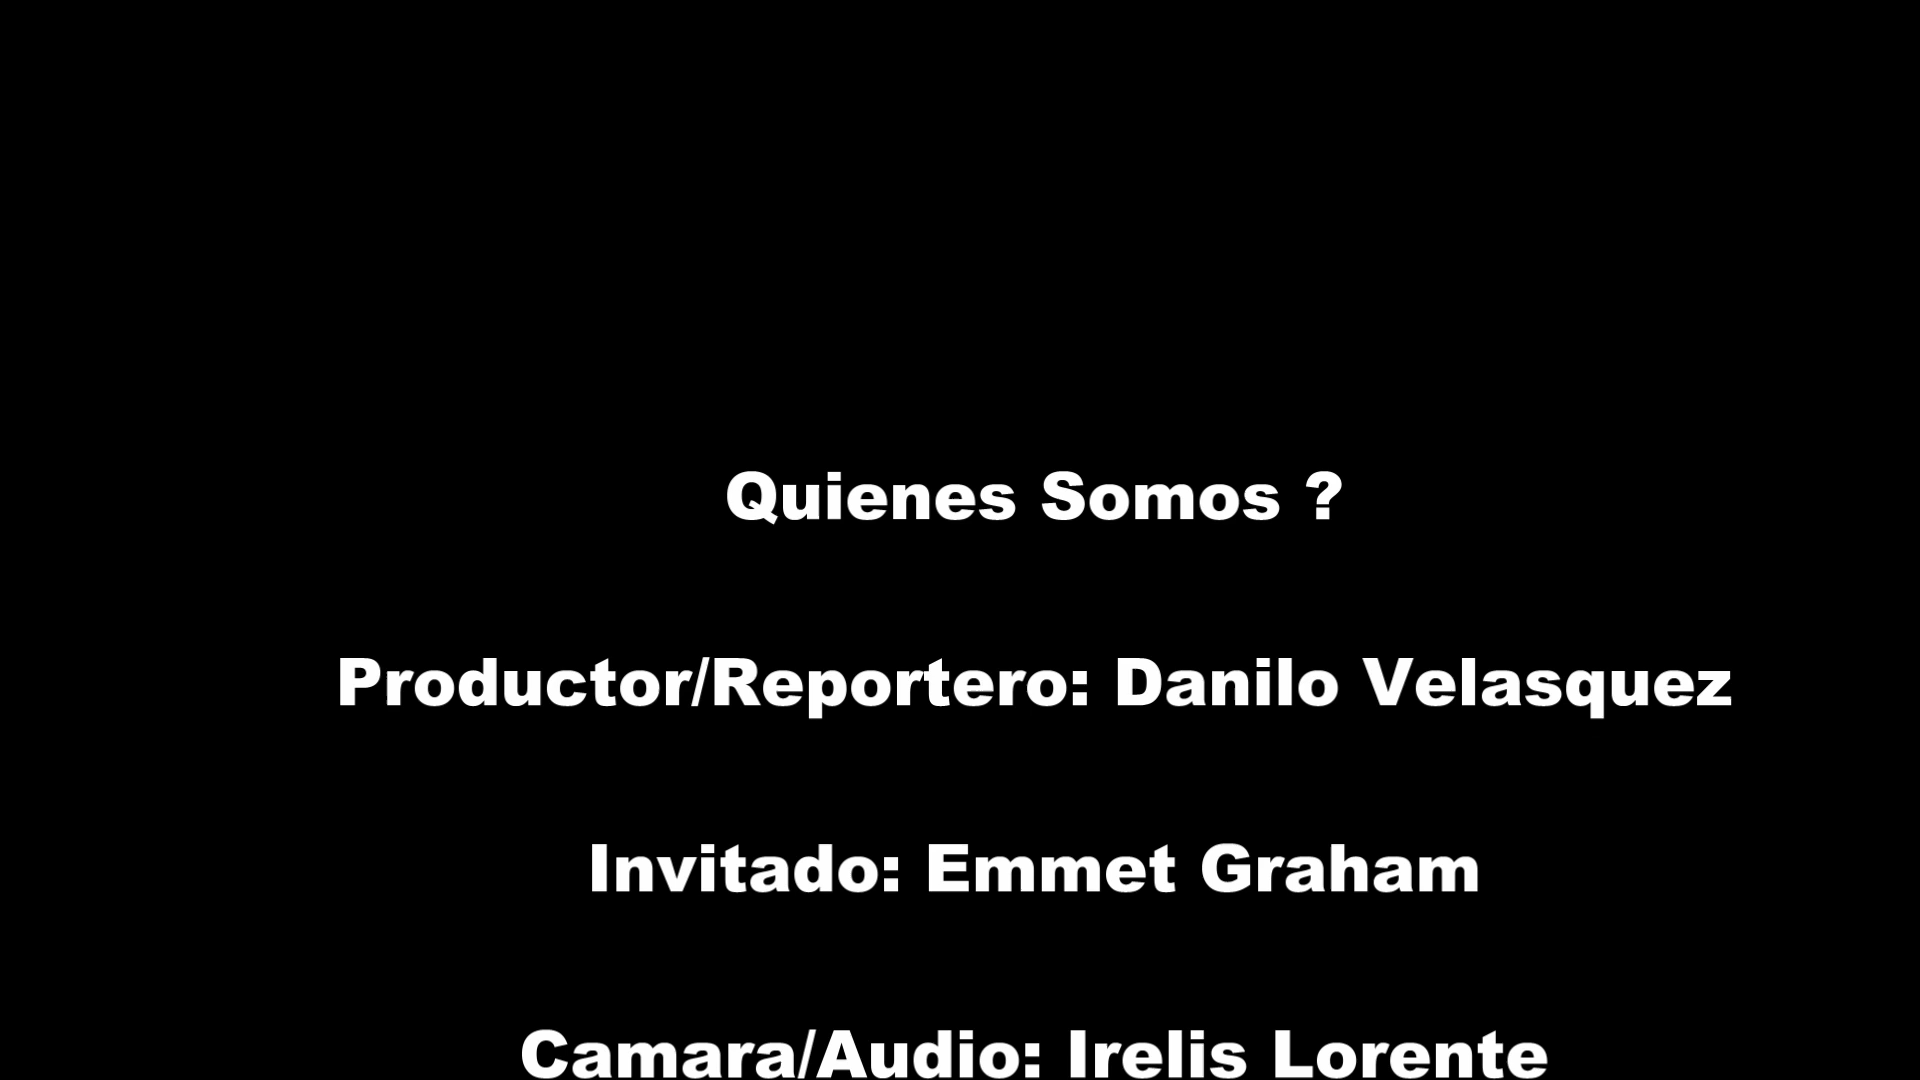 Quienes Somos ?
Productor/Reportero: Danilo Velasquez
Invitado: Emmet Graham
Camara/Audio: Irelis Lorente